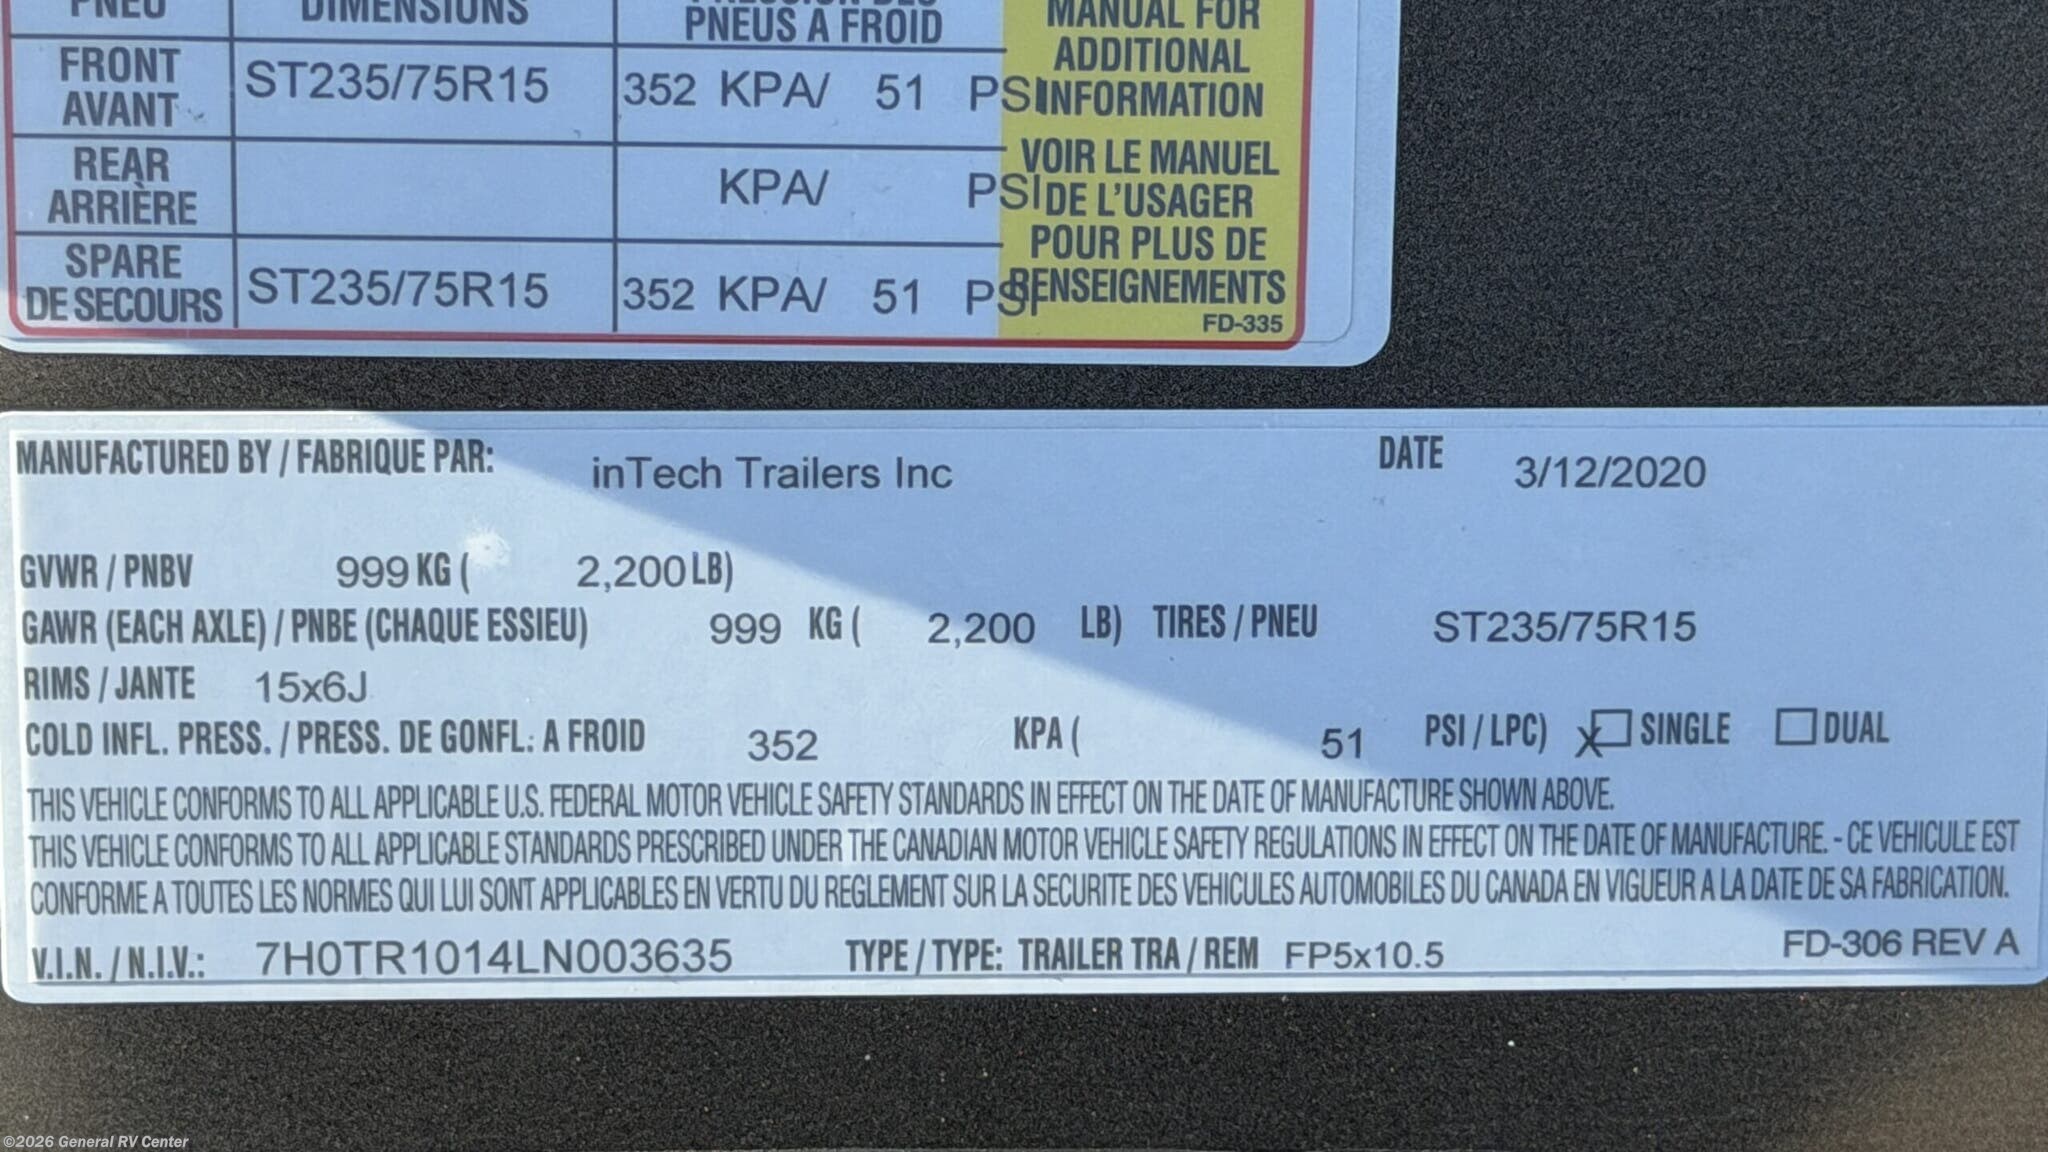 PNEU DIMENSIONS PRESSION DES
PNEUS A FROID MANUAL FOR
ADDITIONAL
INFORMATION
FRONT
AVANT ST235/75R15 352 KPA/ 51 PSI
REAR
ARRIÈRE KPA/ PSI
VOIR LE MANUEL
DE L'USAGER
POUR PLUS DE
RENSEIGNEMENTS
SPARE
DE SECOURS ST235/75R15 352 KPA/ 51 PSI
FD-335
MANUFACTURED BY / FABRIQUE PAR: inTech Trailers Inc DATE 3/12/2020
GVWR / PNBV 999 KG ( 2,200 LB)
GAWR (EACH AXLE) / PNBE (CHAQUE ESSIEU) 999 KG ( 2,200 LB) TIRES / PNEU ST235/75R15
RIMS / JANTE 15x6J
COLD INFL. PRESS. / PRESS. DE GONFL: A FROID 352 KPA ( 51 PSI / LPC) X SINGLE DUAL
THIS VEHICLE CONFORMS TO ALL APPLICABLE U.S. FEDERAL MOTOR VEHICLE SAFETY STANDARDS IN EFFECT ON THE DATE OF MANUFACTURE SHOWN ABOVE.
THIS VEHICLE CONFORMS TO ALL APPLICABLE STANDARDS PRESCRIBED UNDER THE CANADIAN MOTOR VEHICLE SAFETY REGULATIONS IN EFFECT ON THE DATE OF MANUFACTURE. - CE VEHICULE EST
CONFORME A TOUTES LES NORMES QUI LUI SONT APPLICABLES EN VERTU DU REGLEMENT SUR LA SECURITE DES VEHICULES AUTOMOBILES DU CANADA EN VIGUEUR A LA DATE DE SA FABRICATION.
V.I.N. / N.I.V.: 7H0TR1014LN003635 TYPE / TYPE: TRAILER TRA / REM FP5x10.5 FD-306 REV A
©2026 General RV Center